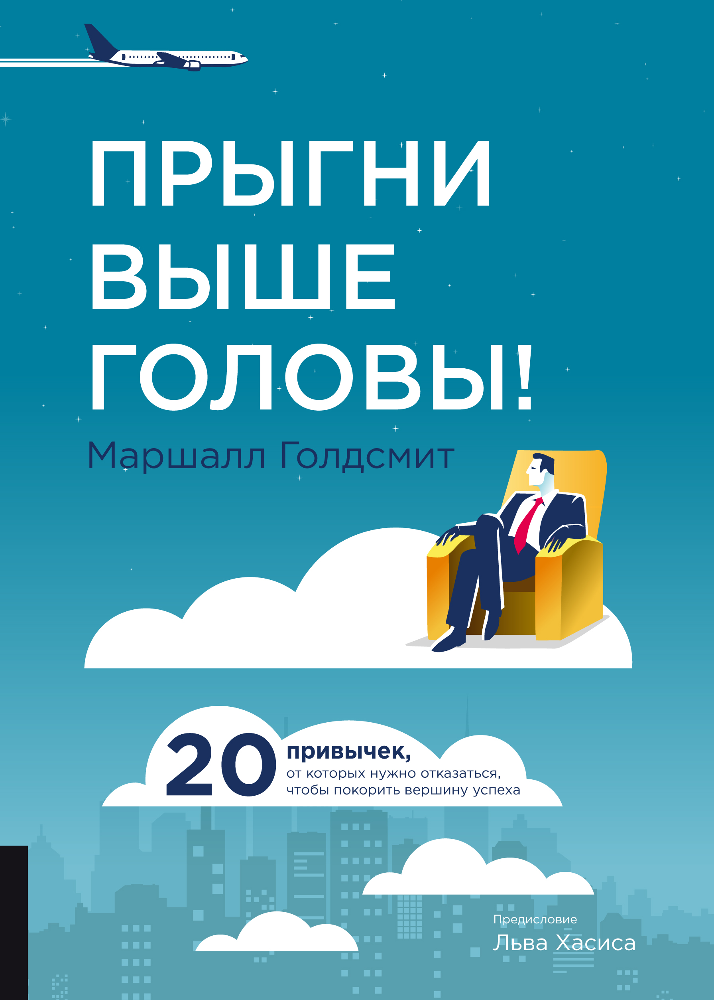 ПРЫГНИ
ВЫШЕ
ГОЛОВЫ!
Маршалл Голдсмит
20 привычек,
от которых нужно отказаться,
чтобы покорить вершину успеха
Предисловие
Льва Хасиса